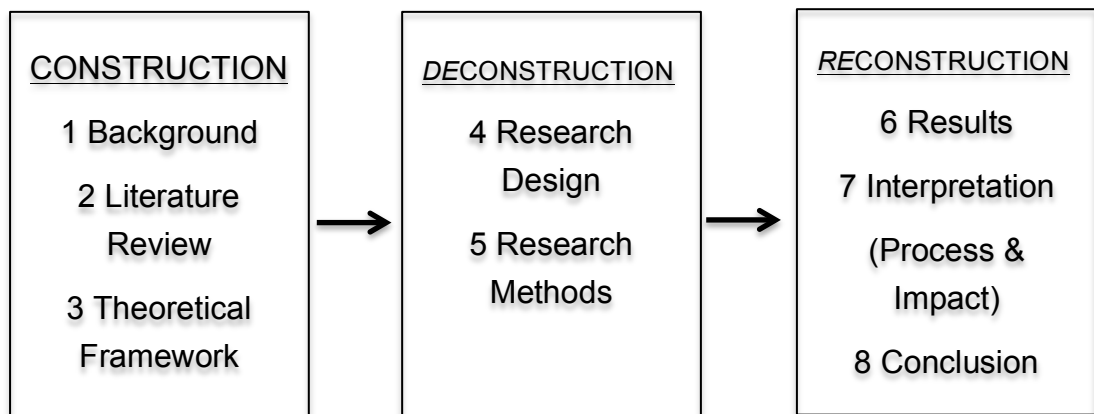 CONSTRUCTION
1 Background
2 Literature
Review
3 Theoretical
Framework
DECONSTRUCTION
4 Research
Design
5 Research
Methods
RECONSTRUCTION
6 Results
7 Interpretation
(Process &
Impact)
8 Conclusion